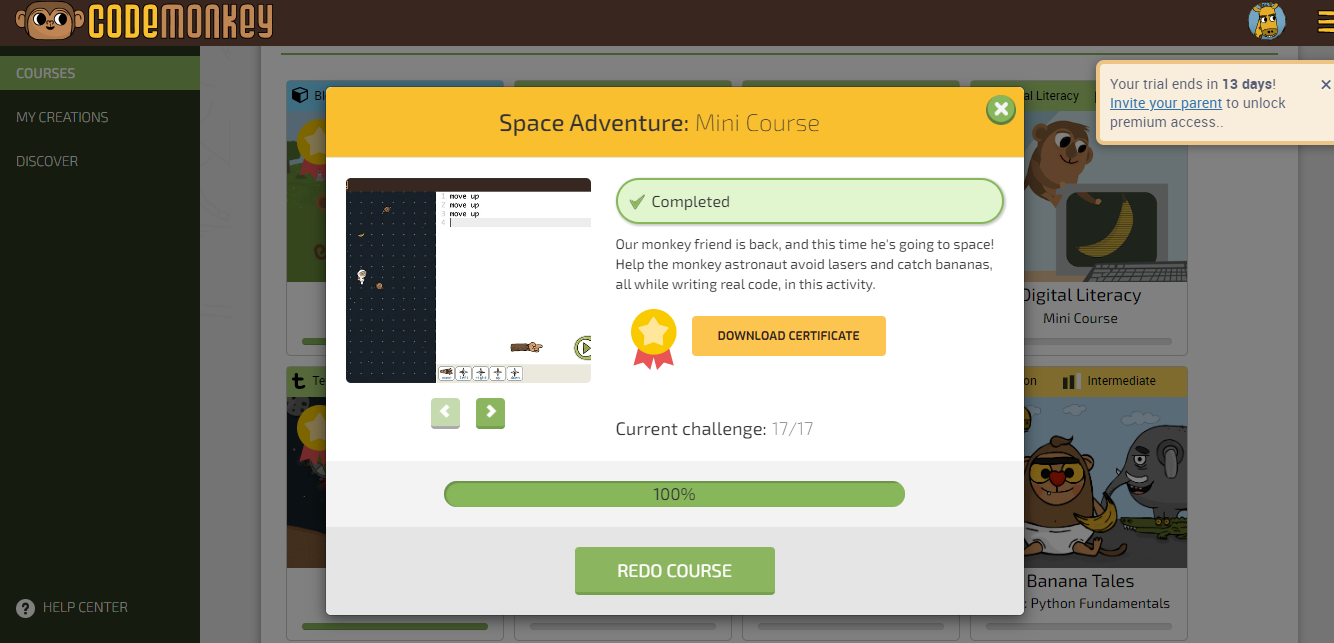 CODEMONKEY
COURSES
MY CREATIONS
DISCOVER
HELP CENTER
Your trial ends in 13 days!
Invite your parent to unlock
premium access..
Space Adventure: Mini Course
1 move up
2 move up
3 move up
4
Completed
Our monkey friend is back, and this time he's going to space!
Help the monkey astronaut avoid lasers and catch bananas,
all while writing real code, in this activity.
DOWNLOAD CERTIFICATE
Current challenge: 17/17
100%
REDO COURSE
Bl
al Literacy
Digital Literacy
Mini Course
Te
on
Intermediate
Banana Tales
: Python Fundamentals